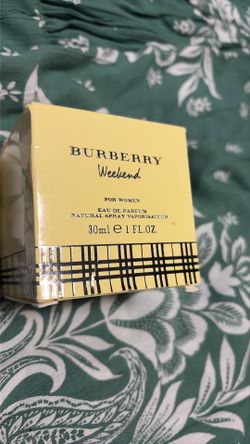 BURBERRY
Weekend
FOR WOMEN
EAU DE PARFUM
NATURAL SPRAY VAPORISATEUR
30ml ℮ 1 FL.OZ.